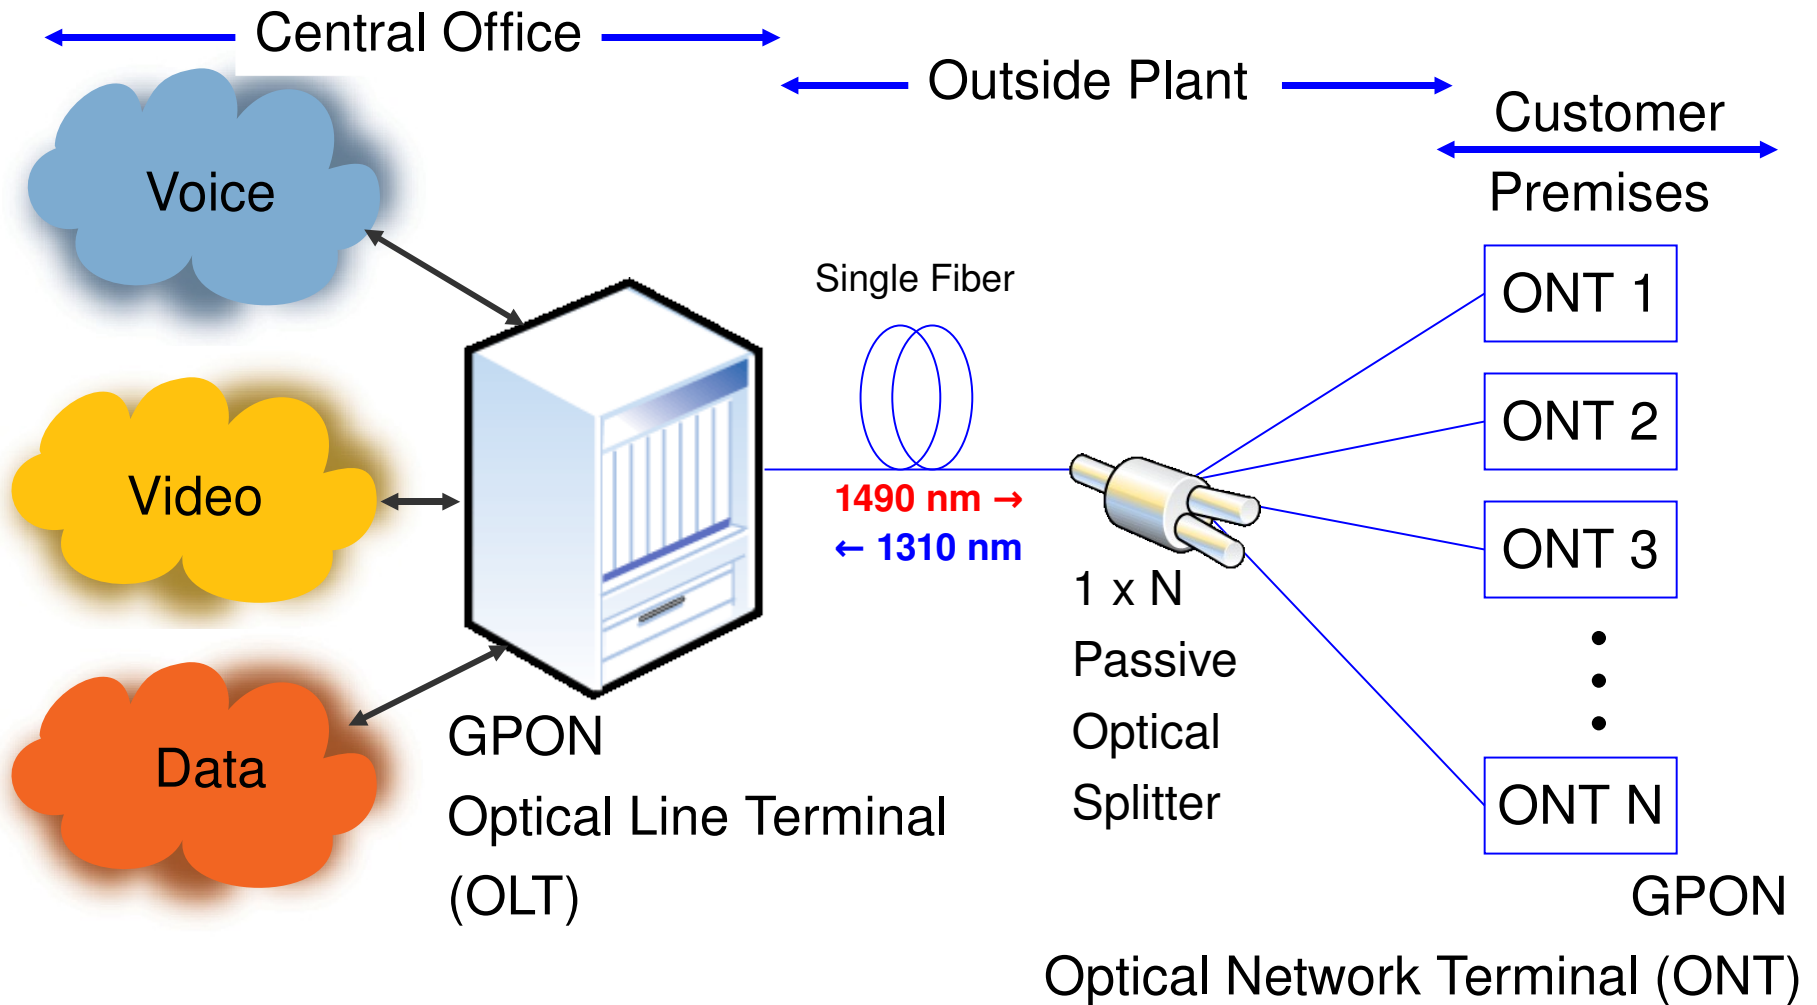 Central Office
Outside Plant
Customer
Premises
Voice
Video
Data
GPON
Optical Line Terminal
(OLT)
Single Fiber
1490 nm →
← 1310 nm
1 x N
Passive
Optical
Splitter
ONT 1
ONT 2
ONT 3
ONT N
GPON
Optical Network Terminal (ONT)